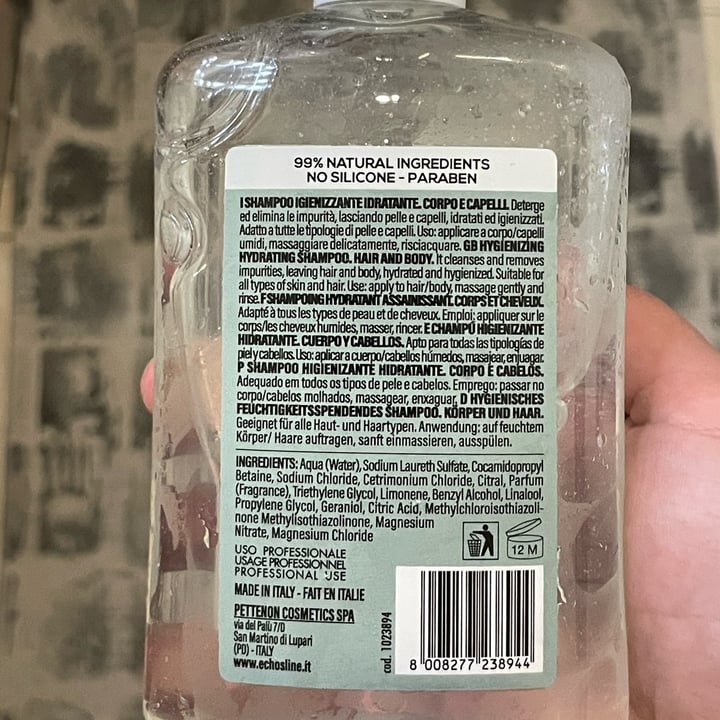 99% NATURAL INGREDIENTS
NO SILICONE - PARABEN
I SHAMPOO IGIENIZZANTE IDRATANTE. CORPO E CAPELLI. Deterge
ed elimina le impurità, lasciando pelle e capelli, idratati ed igienizzati.
Adatto a tutte le tipologie di pelle e capelli. Uso: applicare a corpo/capelli
umidi, massaggiare delicatamente, risciacquare. GB HYGIENIZING
HYDRATING SHAMPOO. HAIR AND BODY. It cleanses and removes
impurities, leaving hair and body, hydrated and hygienized. Suitable for
all types of skin and hair. Use: apply to hair/body, massage gently and
rinse. F SHAMPOING HYDRATANT ASSAINISSANT. CORPS ET CHEVEUX.
Adapté à tous les types de peau et de cheveux. Emploi: appliquer sur le
corps/les cheveux humides, masser, rincer. E CHAMPÚ HIGIENIZANTE
HIDRATANTE. CUERPO Y CABELLOS. Apto para todas las tipologías de
piel y cabellos. Uso: aplicar a cuerpo/cabellos húmedos, masajear, enjuagar.
P SHAMPOO HIGIENIZANTE HIDRATANTE. CORPO E CABELOS.
Adequado em todos os tipos de pele e cabelos. Emprego: passar no
corpo/cabelos molhados, massagear, enxaguar. D HYGIENISCHES
FEUCHTIGKEITSSPENDENDES SHAMPOO. KÖRPER UND HAAR.
Geeignet für alle Haut- und Haartypen. Anwendung: auf feuchtem
Körper/ Haare auftragen, sanft einmassieren, ausspülen.
INGREDIENTS: Aqua (Water), Sodium Laureth Sulfate, Cocamidopropyl
Betaine, Sodium Chloride, Cetrimonium Chloride, Citral, Parfum
(Fragrance), Triethylene Glycol, Limonene, Benzyl Alcohol, Linalool,
Propylene Glycol, Geraniol, Citric Acid, Methylchloroisothiazoli-
none Methylisothiazolinone, Magnesium
Nitrate, Magnesium Chloride
USO PROFESSIONALE
USAGE PROFESSIONNEL
PROFESSIONAL USE
12 M
MADE IN ITALY - FAIT EN ITALIE
PETTENON COSMETICS SPA
via del Palù 7/D
San Martino di Lupari
(PD) - ITALY
www.echosline.it
cod. 1023894
8 008277 238944